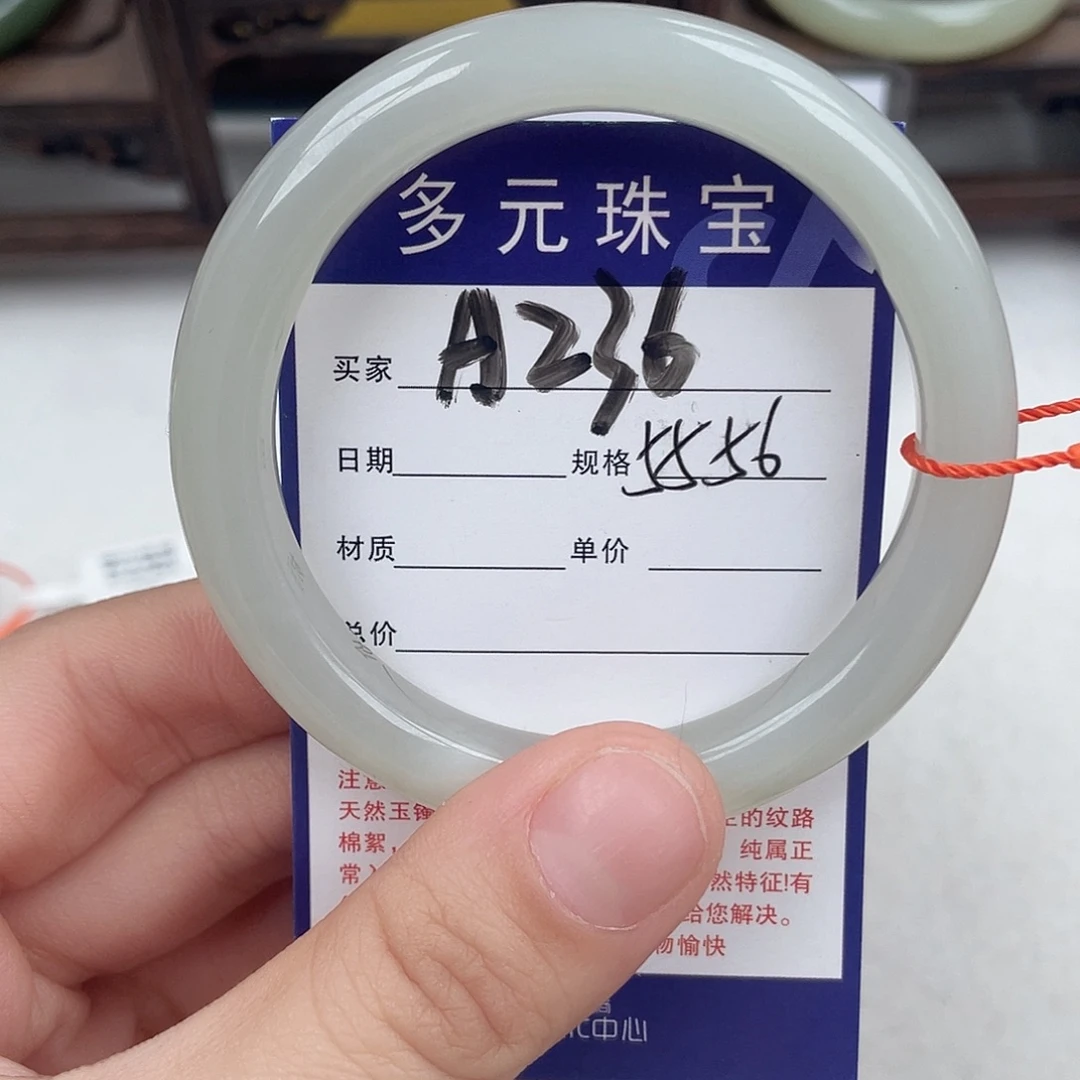 多元珠宝
买家 A236
日期 规格 55 56
材质 单价
总价
注意
天然玉镯 的纹路
棉絮, 纯属正
常 然特征!有
给您解决。
物愉快
中心